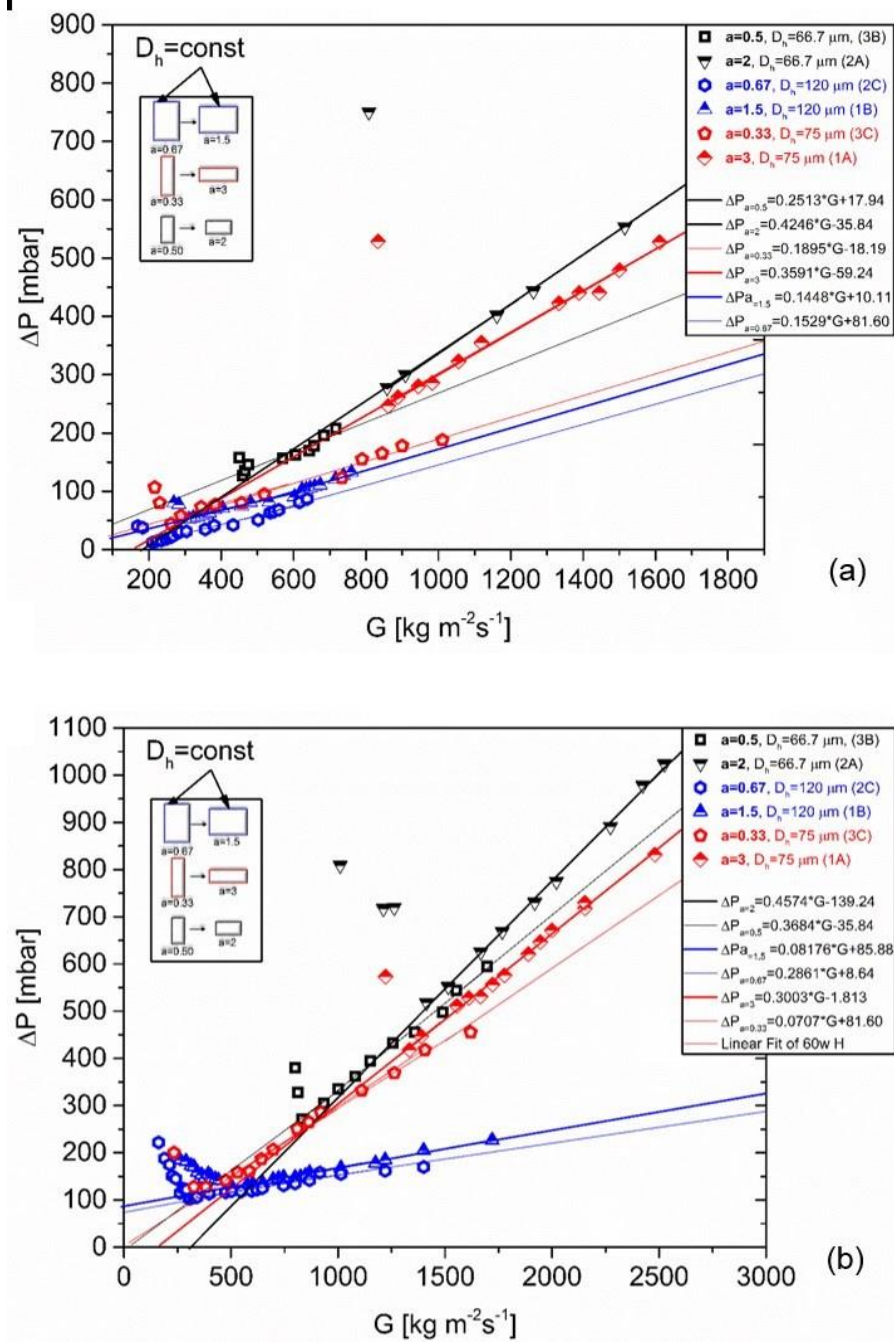 900
800
700
600
500
400
300
200
100
0
ΔP [mbar]
D_h=const
a=0.67
a=1.5
a=0.33
a=3
a=0.50
a=2
a=0.5, D_h=66.7 μm, (3B)
a=2, D_h=66.7 μm (2A)
a=0.67, D_h=120 μm (2C)
a=1.5, D_h=120 μm (1B)
a=0.33, D_h=75 μm (3C)
a=3, D_h=75 μm (1A)
ΔP_a=0.5=0.2513*G+17.94
ΔP_a=2=0.4246*G-35.84
ΔP_a=0.33=0.1895*G-18.19
ΔP_a=3=0.3591*G-59.24
ΔPa_=1.5=0.1448*G+10.11
ΔP_a=0.67=0.1529*G+81.60
200 400 600 800 1000 1200 1400 1600 1800
G [kg m⁻²s⁻¹]
(a)
1100
1000
900
800
700
600
500
400
300
200
100
0
ΔP [mbar]
D_h=const
a=0.67
a=1.5
a=0.33
a=3
a=0.50
a=2
a=0.5, D_h=66.7 μm, (3B)
a=2, D_h=66.7 μm (2A)
a=0.67, D_h=120 μm (2C)
a=1.5, D_h=120 μm (1B)
a=0.33, D_h=75 μm (3C)
a=3, D_h=75 μm (1A)
ΔP_a=2=0.4574*G-139.24
ΔP_a=0.5=0.3684*G-35.84
ΔPa_=1.5=0.08176*G+85.88
ΔP_a=0.67=0.2861*G+8.64
ΔP_a=3=0.3003*G-1.813
ΔP_a=0.33=0.0707*G+81.60
Linear Fit of 60w H
0 500 1000 1500 2000 2500 3000
G [kg m⁻²s⁻¹]
(b)